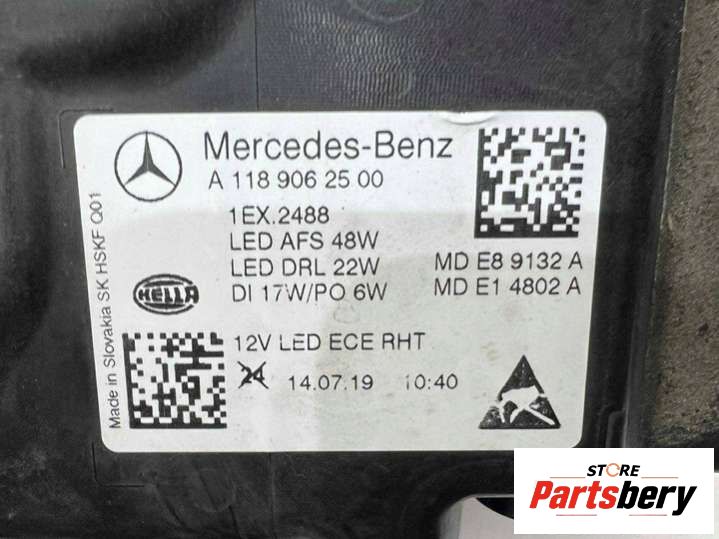 Mercedes-Benz
A 118 906 25 00
1EX.2488
LED AFS 48W
LED DRL 22W MD E8 9132 A
DI 17W/PO 6W MD E1 4802 A
HELLA
12V LED ECE RHT
24 14.07.19 10:40
Made in Slovakia SK HSKF Q01
STORE
Partsbery